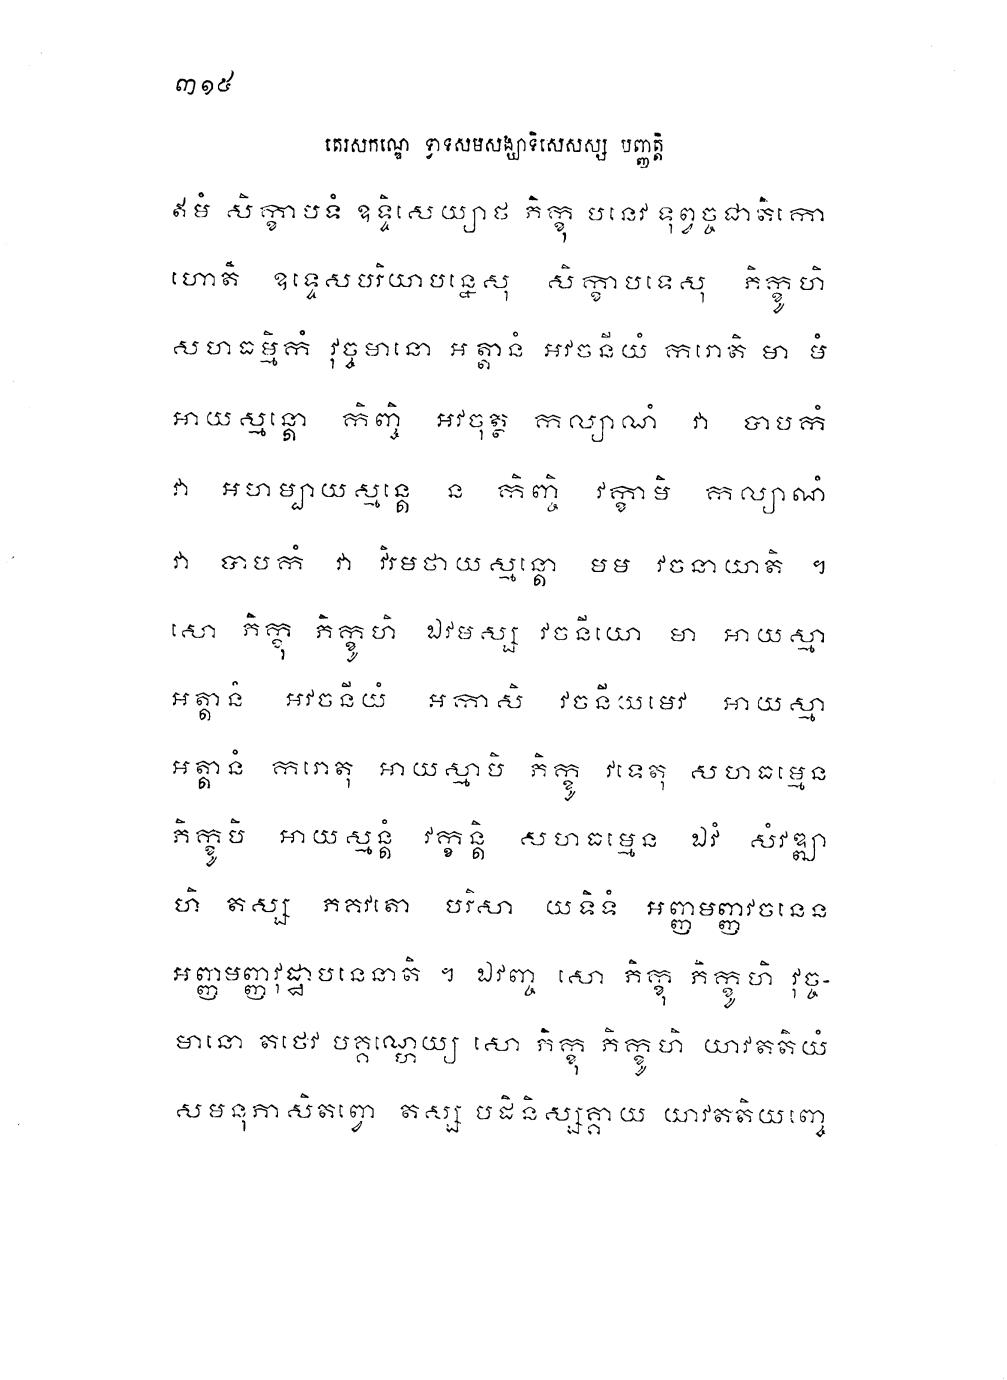 ៣១៥
តេរសកណ្ឌេ ទ្វាទសមសង្ឃាទិសេសស្ស បញ្ញត្តិ
ឥមំ សិក្ខាបទំ ឧទ្ទិសេយ្យាថ ភិក្ខុ បនេវ ទុព្វច្ចជាតិកោ
ហោតិ ឧទ្ទេសបរិយាបន្នេសុ សិក្ខាបទេសុ ភិក្ខូហិ
សហធម្មិកំ វុច្ចមានោ អត្តានំ អវចនីយំ ករោតិ មា មំ
អាយស្មន្តោ កិញ្ចិ អវចុត្ថ កល្យាណំ វា បាបកំ
វា អហម្បាយស្មន្តេ ន កិញ្ចិ វក្ខាមិ កល្យាណំ
វា បាបកំ វា វិរមថាយស្មន្តោ មម វចនាយាតិ ។
សោ ភិក្ខុ ភិក្ខូហិ ឯវមស្ស វចនីយោ មា អាយស្មា
អត្តានំ អវចនីយំ អកាសិ វចនីយមេវ អាយស្មា
អត្តានំ ករោតុ អាយស្មាបិ ភិក្ខូ វទេតុ សហធម្មេន
ភិក្ខូបិ អាយស្មន្តំ វក្ខន្តិ សហធម្មេន ឯវំ សំវឌ្ឍា
ហិ តស្ស ភគវតោ បរិសា យទិទំ អញ្ញមញ្ញវចនេន
អញ្ញមញ្ញវុដ្ឋាបនេនាតិ ។ ឯវញ្ច សោ ភិក្ខុ ភិក្ខូហិ វុច្ច-
មានោ តថេវ បគ្គណ្ហេយ្យ សោ ភិក្ខុ ភិក្ខូហិ យាវតតិយំ
សមនុភាសិតព្វោ តស្ស បដិនិស្សគ្គាយ យាវតតិយញ្ចេ